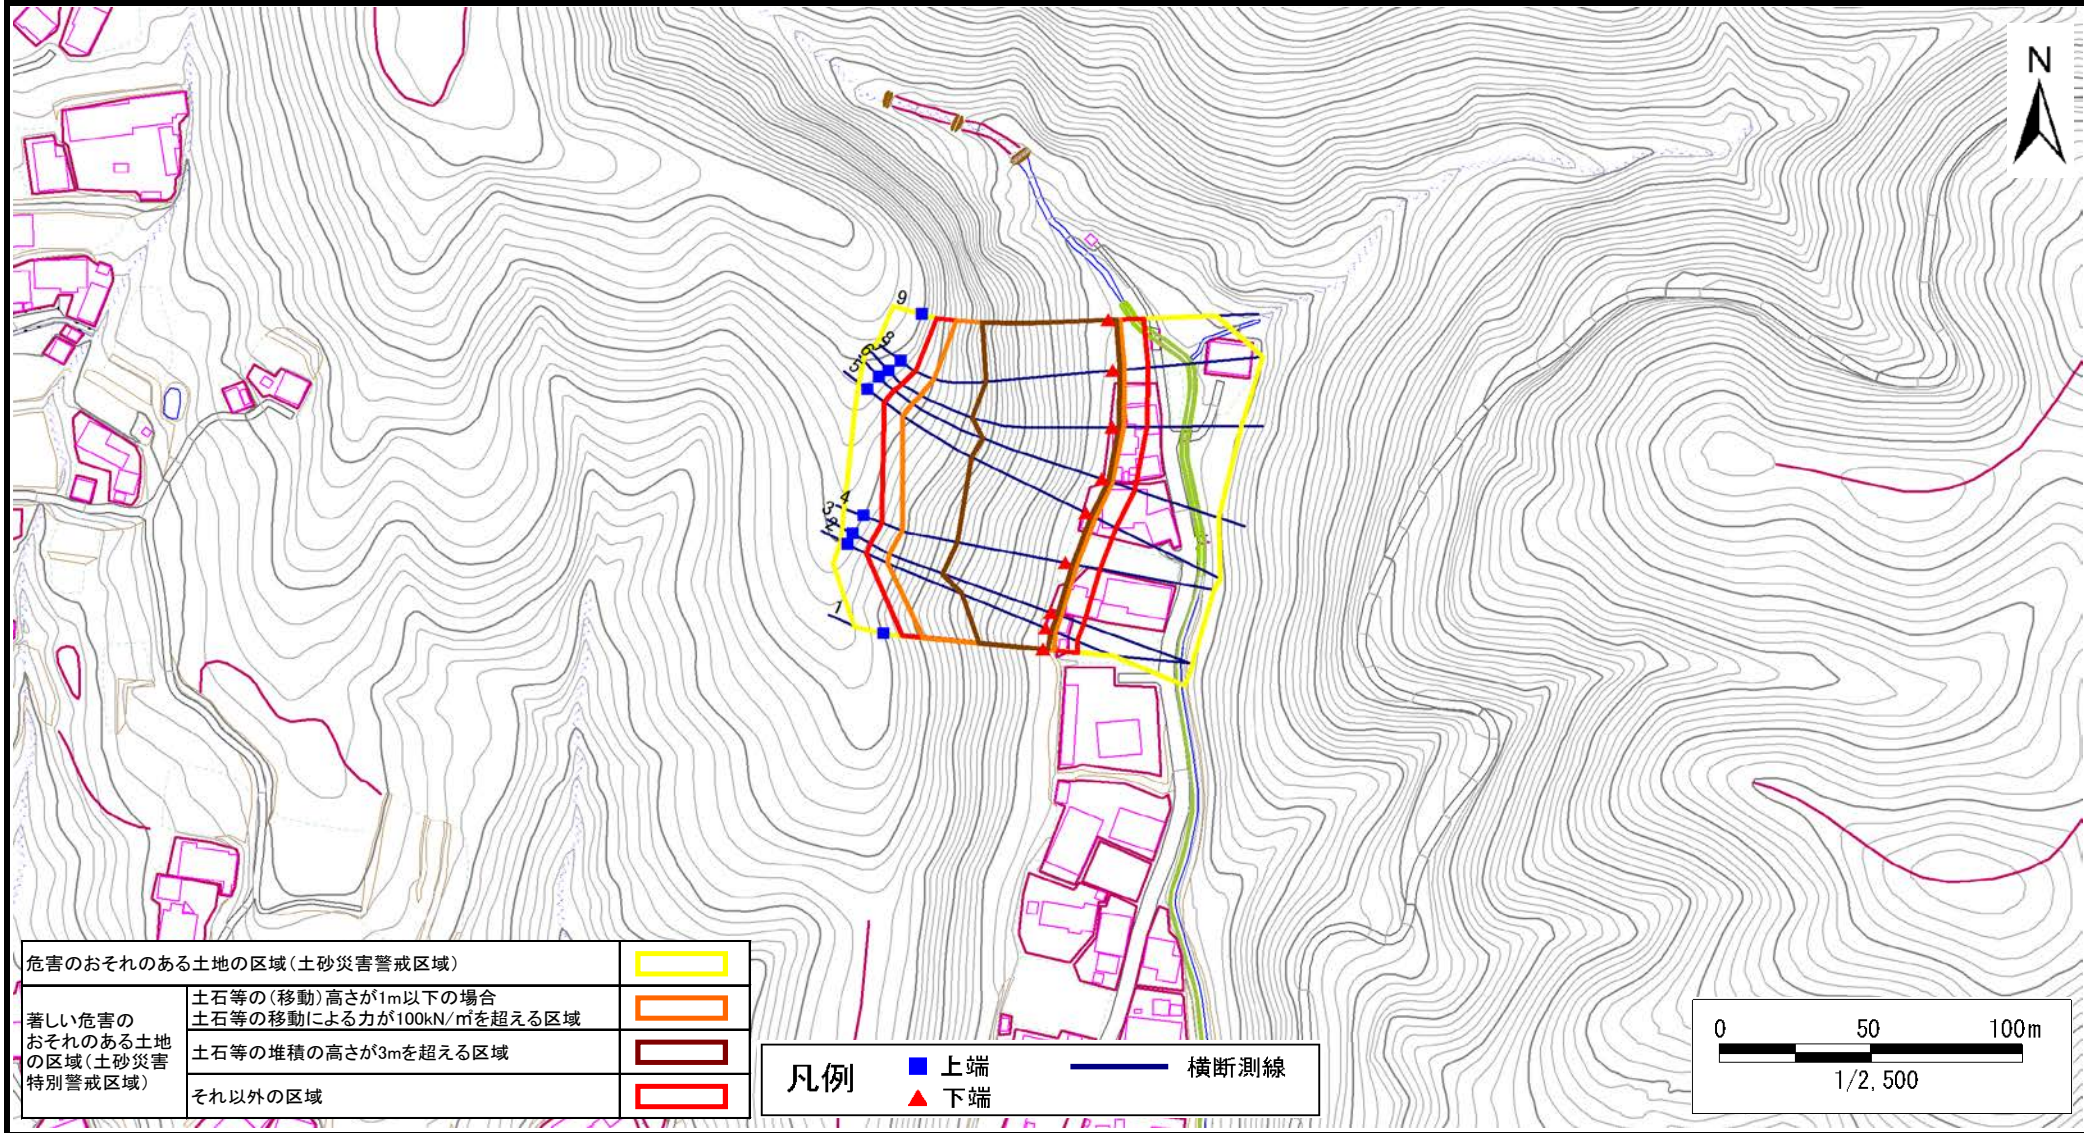 N
9
8
6
5
4
3
2
1
危害のおそれのある土地の区域(土砂災害警戒区域)
著しい危害の
おそれのある土地
の区域(土砂災害
特別警戒区域)
土石等の(移動)高さが1m以下の場合
土石等の移動による力が100kN/㎡を超える区域
土石等の堆積の高さが3mを超える区域
それ以外の区域
凡例
上端
下端
横断測線
0 50 100m
1/2,500